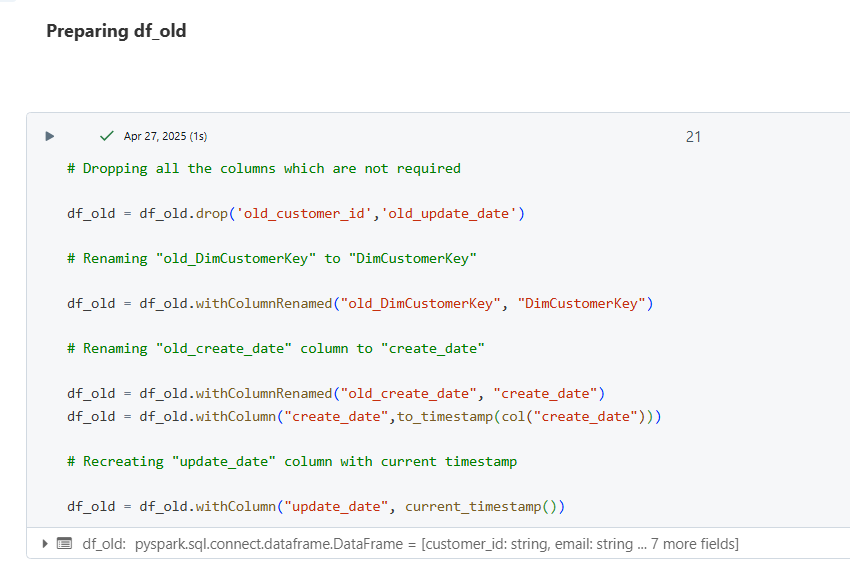 Preparing df_old
Apr 27, 2025 (1s)
21
# Dropping all the columns which are not required
df_old = df_old.drop('old_customer_id','old_update_date')
# Renaming "old_DimCustomerKey" to "DimCustomerKey"
df_old = df_old.withColumnRenamed("old_DimCustomerKey", "DimCustomerKey")
# Renaming "old_create_date" column to "create_date"
df_old = df_old.withColumnRenamed("old_create_date", "create_date")
df_old = df_old.withColumn("create_date",to_timestamp(col("create_date")))
# Recreating "update_date" column with current timestamp
df_old = df_old.withColumn("update_date", current_timestamp())
df_old: pyspark.sql.connect.dataframe.DataFrame = [customer_id: string, email: string ... 7 more fields]